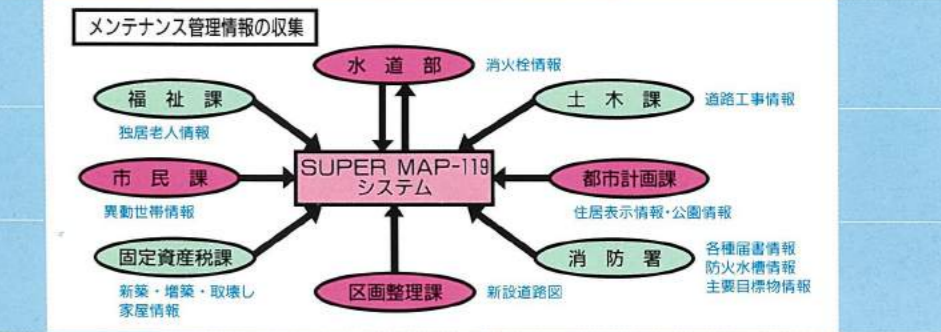 メンテナンス管理情報の収集
水道部
消火栓情報
福祉課
独居老人情報
土木課
道路工事情報
市民課
異動世帯情報
SUPER MAP-119
システム
都市計画課
住居表示情報・公園情報
固定資産税課
新築・増築・取壊し
家屋情報
区画整理課
新設道路図
消防署
各種届書情報
防火水槽情報
主要目標物情報